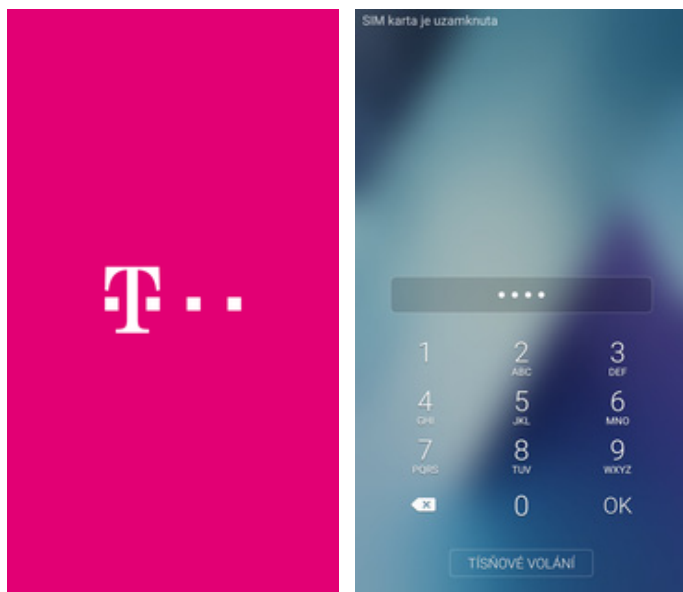 T
SIM karta je uzamknuta
1
2
3
ABC
DEF
4
5
6
GHI
JKL
MNO
7
8
9
PQRS
TUV
WXYZ
0
OK
TÍSŇOVÉ VOLÁNÍ